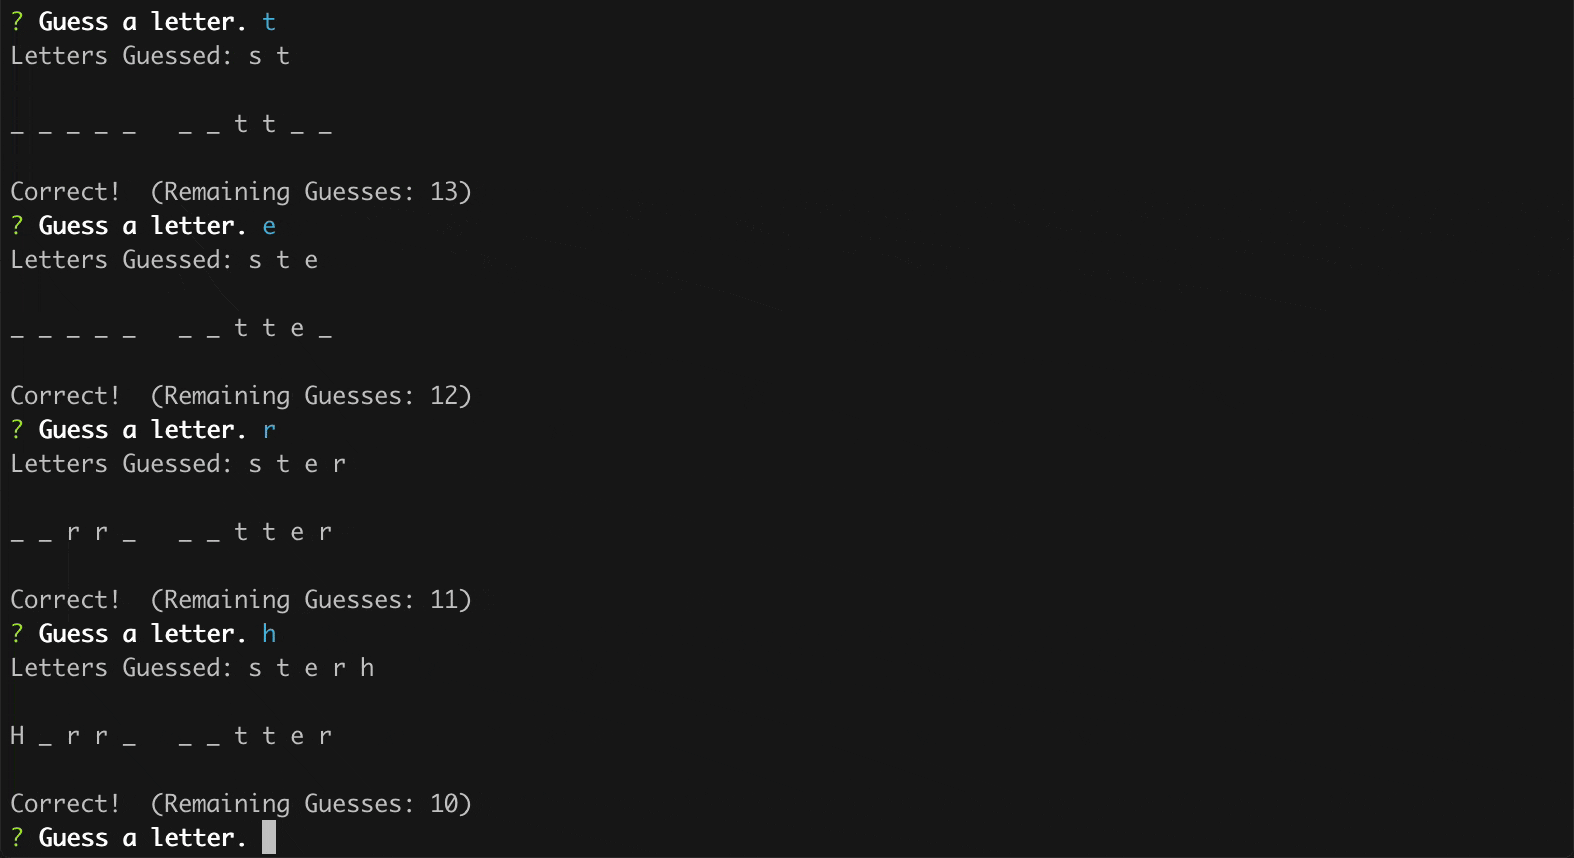 ? Guess a letter. t
Letters Guessed: s t
_ _ _ _ _   _ _ t t _ _
Correct!  (Remaining Guesses: 13)
? Guess a letter. e
Letters Guessed: s t e
_ _ _ _ _   _ _ t t e _
Correct!  (Remaining Guesses: 12)
? Guess a letter. r
Letters Guessed: s t e r
_ _ r r _   _ _ t t e r
Correct!  (Remaining Guesses: 11)
? Guess a letter. h
Letters Guessed: s t e r h
H _ r r _   _ _ t t e r
Correct!  (Remaining Guesses: 10)
? Guess a letter.